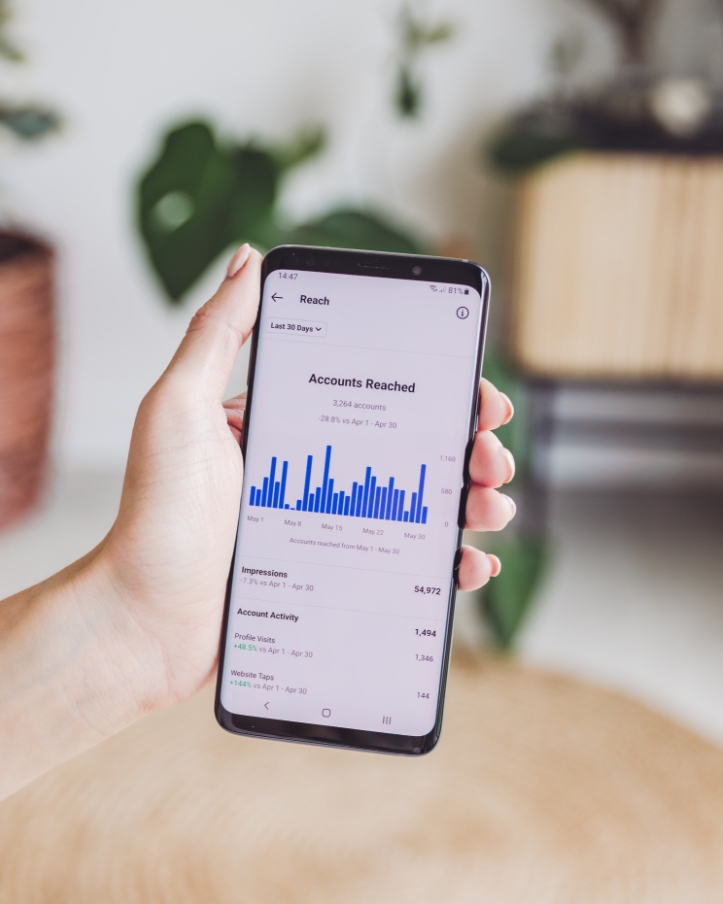 14:47
81%
Reach
Last 30 Days
Accounts Reached
3,264 accounts
-28.8% vs Apr 1 - Apr 30
1,160
580
0
May 1 May 8 May 15 May 22 May 30
Accounts reached from May 1 - May 30
Impressions
54,972
-7.3% vs Apr 1 - Apr 30
Account Activity
1,494
Profile Visits
1,346
+48.5% vs Apr 1 - Apr 30
Website Taps
144
+144% vs Apr 1 - Apr 30